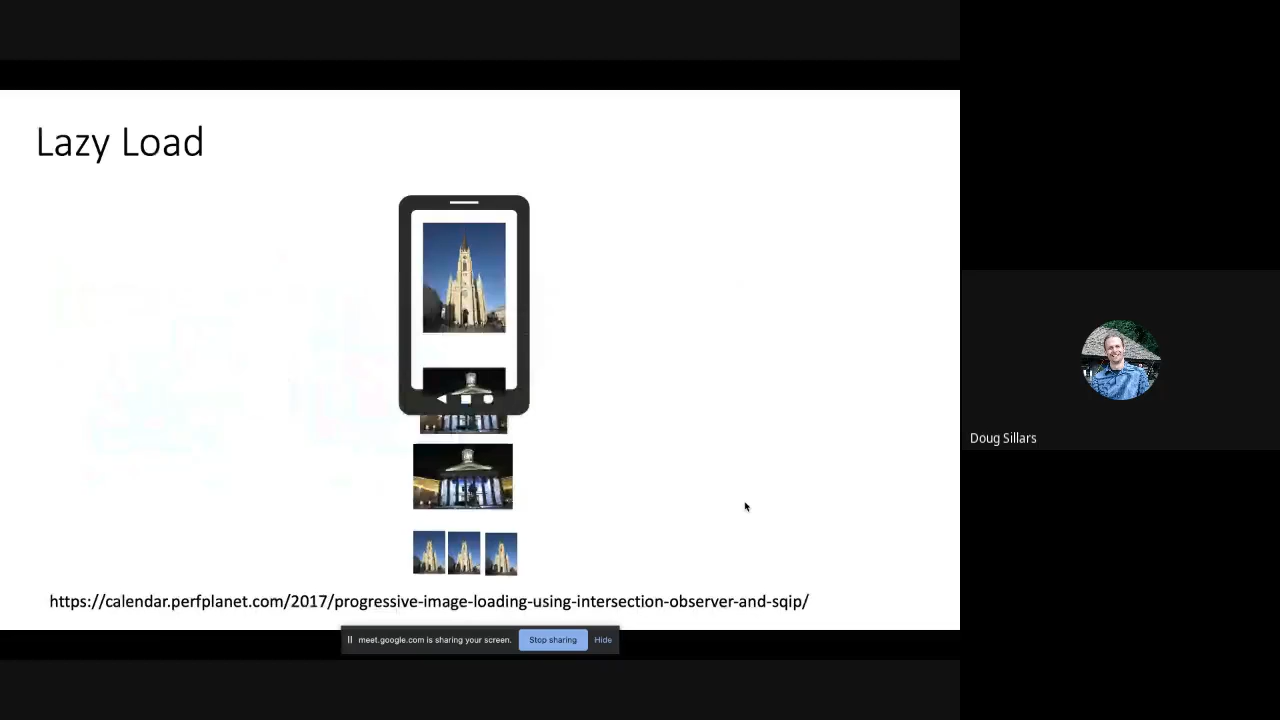 Lazy Load
https://calendar.perfplanet.com/2017/progressive-image-loading-using-intersection-observer-and-sqip/
meet.google.com is sharing your screen. Stop sharing Hide
Doug Sillars